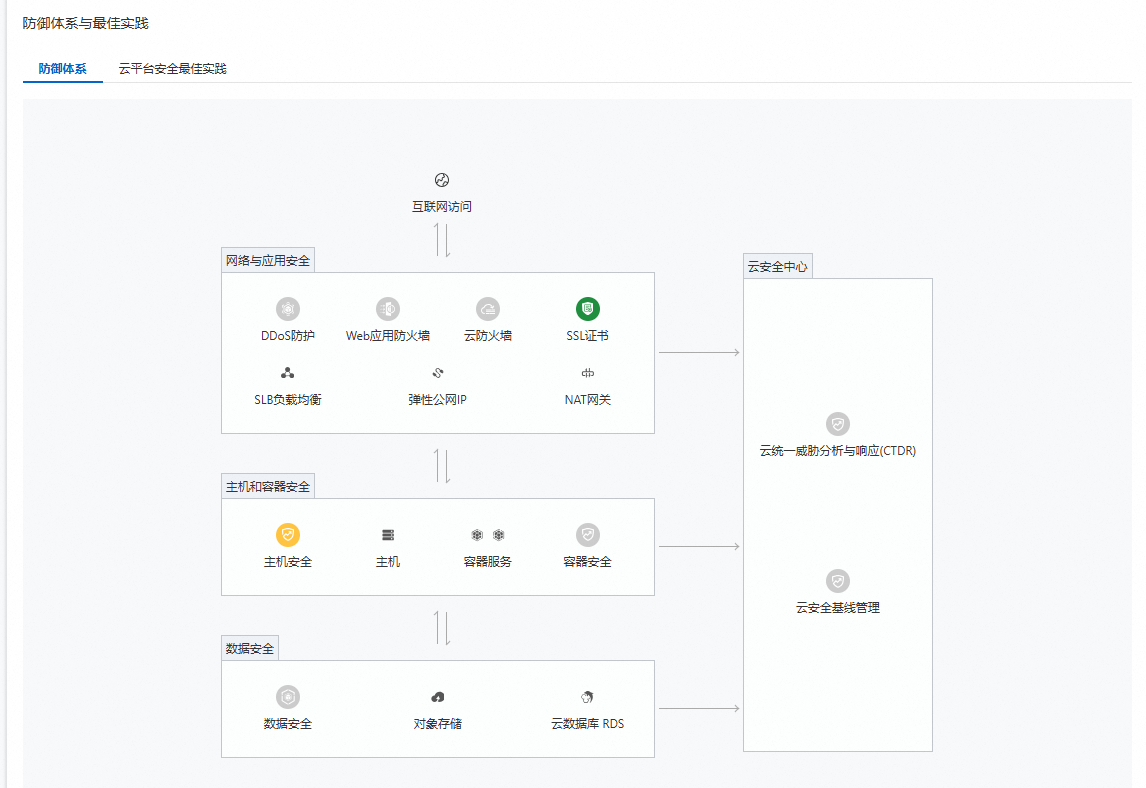 防御体系与最佳实践
防御体系 云平台安全最佳实践
互联网访问
网络与应用安全
DDoS防护 Web应用防火墙 云防火墙 SSL证书
SLB负载均衡 弹性公网IP NAT网关
主机和容器安全
主机安全 主机 容器服务 容器安全
数据安全
数据安全 对象存储 云数据库 RDS
云安全中心
云统一威胁分析与响应(CTDR)
云安全基线管理